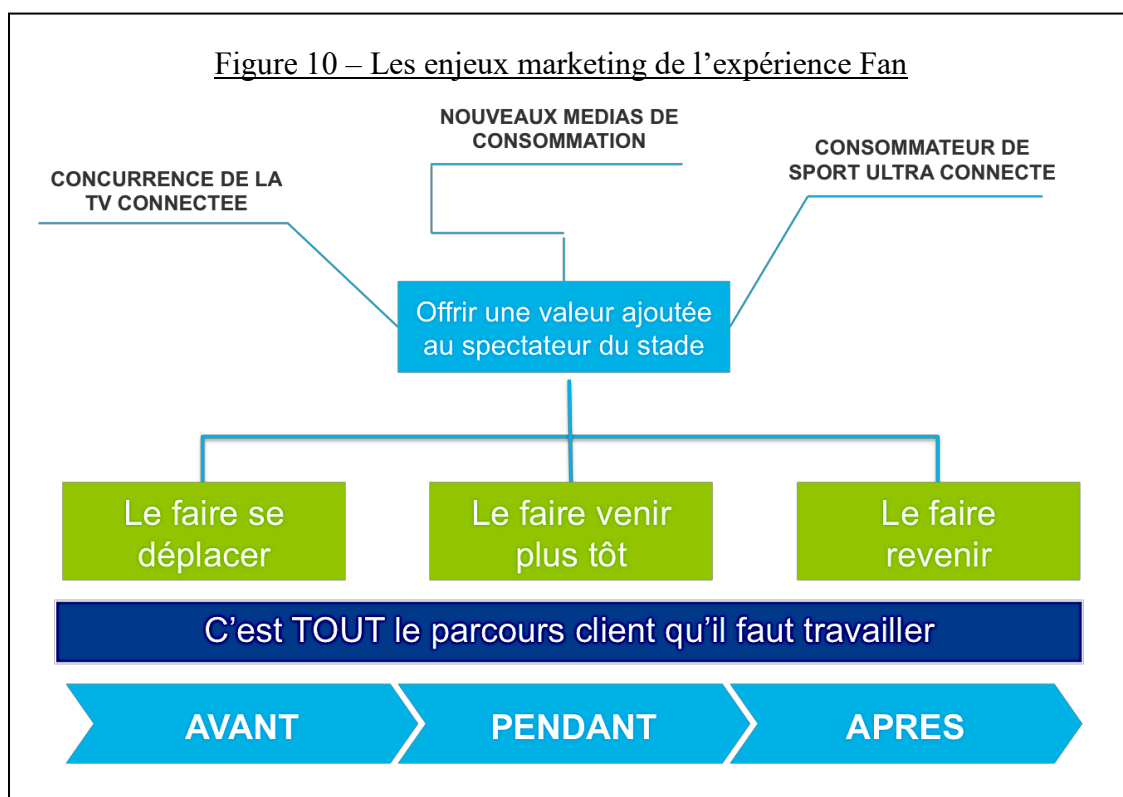 Figure 10 – Les enjeux marketing de l’expérience Fan
NOUVEAUX MEDIAS DE
CONSOMMATION
CONSOMMATEUR DE
SPORT ULTRA CONNECTE
CONCURRENCE DE LA
TV CONNECTEE
Offrir une valeur ajoutée
au spectateur du stade
Le faire se
déplacer
Le faire venir
plus tôt
Le faire
revenir
C’est TOUT le parcours client qu’il faut travailler
AVANT
PENDANT
APRES